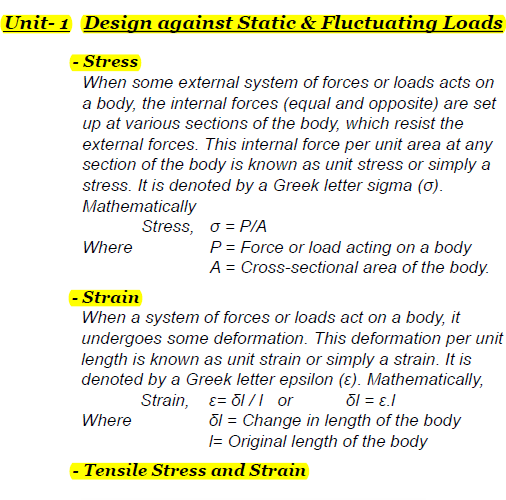 Unit- 1 Design against Static & Fluctuating Loads
- Stress
When some external system of forces or loads acts on
a body, the internal forces (equal and opposite) are set
up at various sections of the body, which resist the
external forces. This internal force per unit area at any
section of the body is known as unit stress or simply a
stress. It is denoted by a Greek letter sigma (σ).
Mathematically
Stress, σ = P/A
Where P = Force or load acting on a body
A = Cross-sectional area of the body.
- Strain
When a system of forces or loads act on a body, it
undergoes some deformation. This deformation per unit
length is known as unit strain or simply a strain. It is
denoted by a Greek letter epsilon (ε). Mathematically,
Strain, ε= δl / l or δl = ε.l
Where δl = Change in length of the body
l= Original length of the body
- Tensile Stress and Strain